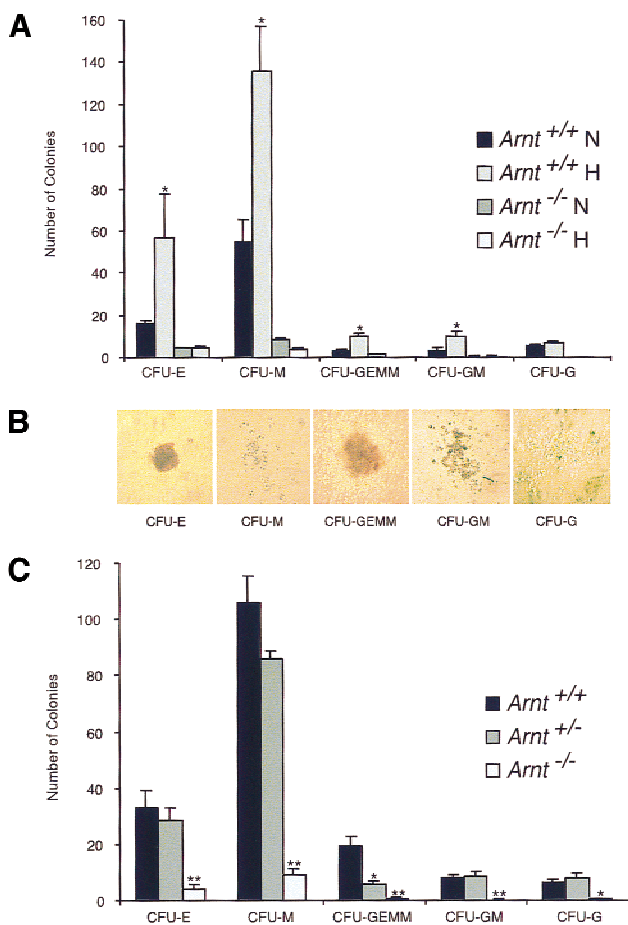 A
160
140
120
100
80
60
40
20
0
Number of Colonies
*
*
*
*
Arnt +/+ N
Arnt +/+ H
Arnt -/- N
Arnt -/- H
CFU-E CFU-M CFU-GEMM CFU-GM CFU-G
B
CFU-E CFU-M CFU-GEMM CFU-GM CFU-G
C
120
100
80
60
40
20
0
Number of Colonies
Arnt +/+
Arnt +/-
Arnt -/-
** ** * ** ** *
CFU-E CFU-M CFU-GEMM CFU-GM CFU-G